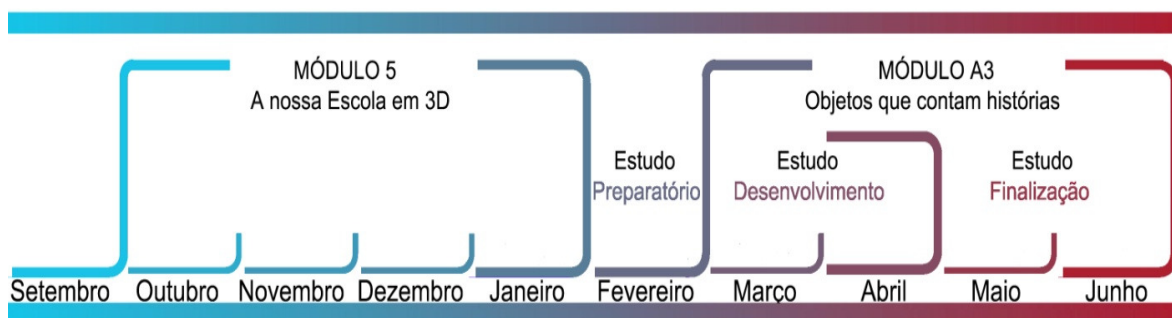 MÓDULO 5
A nossa Escola em 3D
MÓDULO A3
Objetos que contam histórias
Estudo
Preparatório
Estudo
Desenvolvimento
Estudo
Finalização
Setembro Outubro Novembro Dezembro Janeiro Fevereiro Março Abril Maio Junho